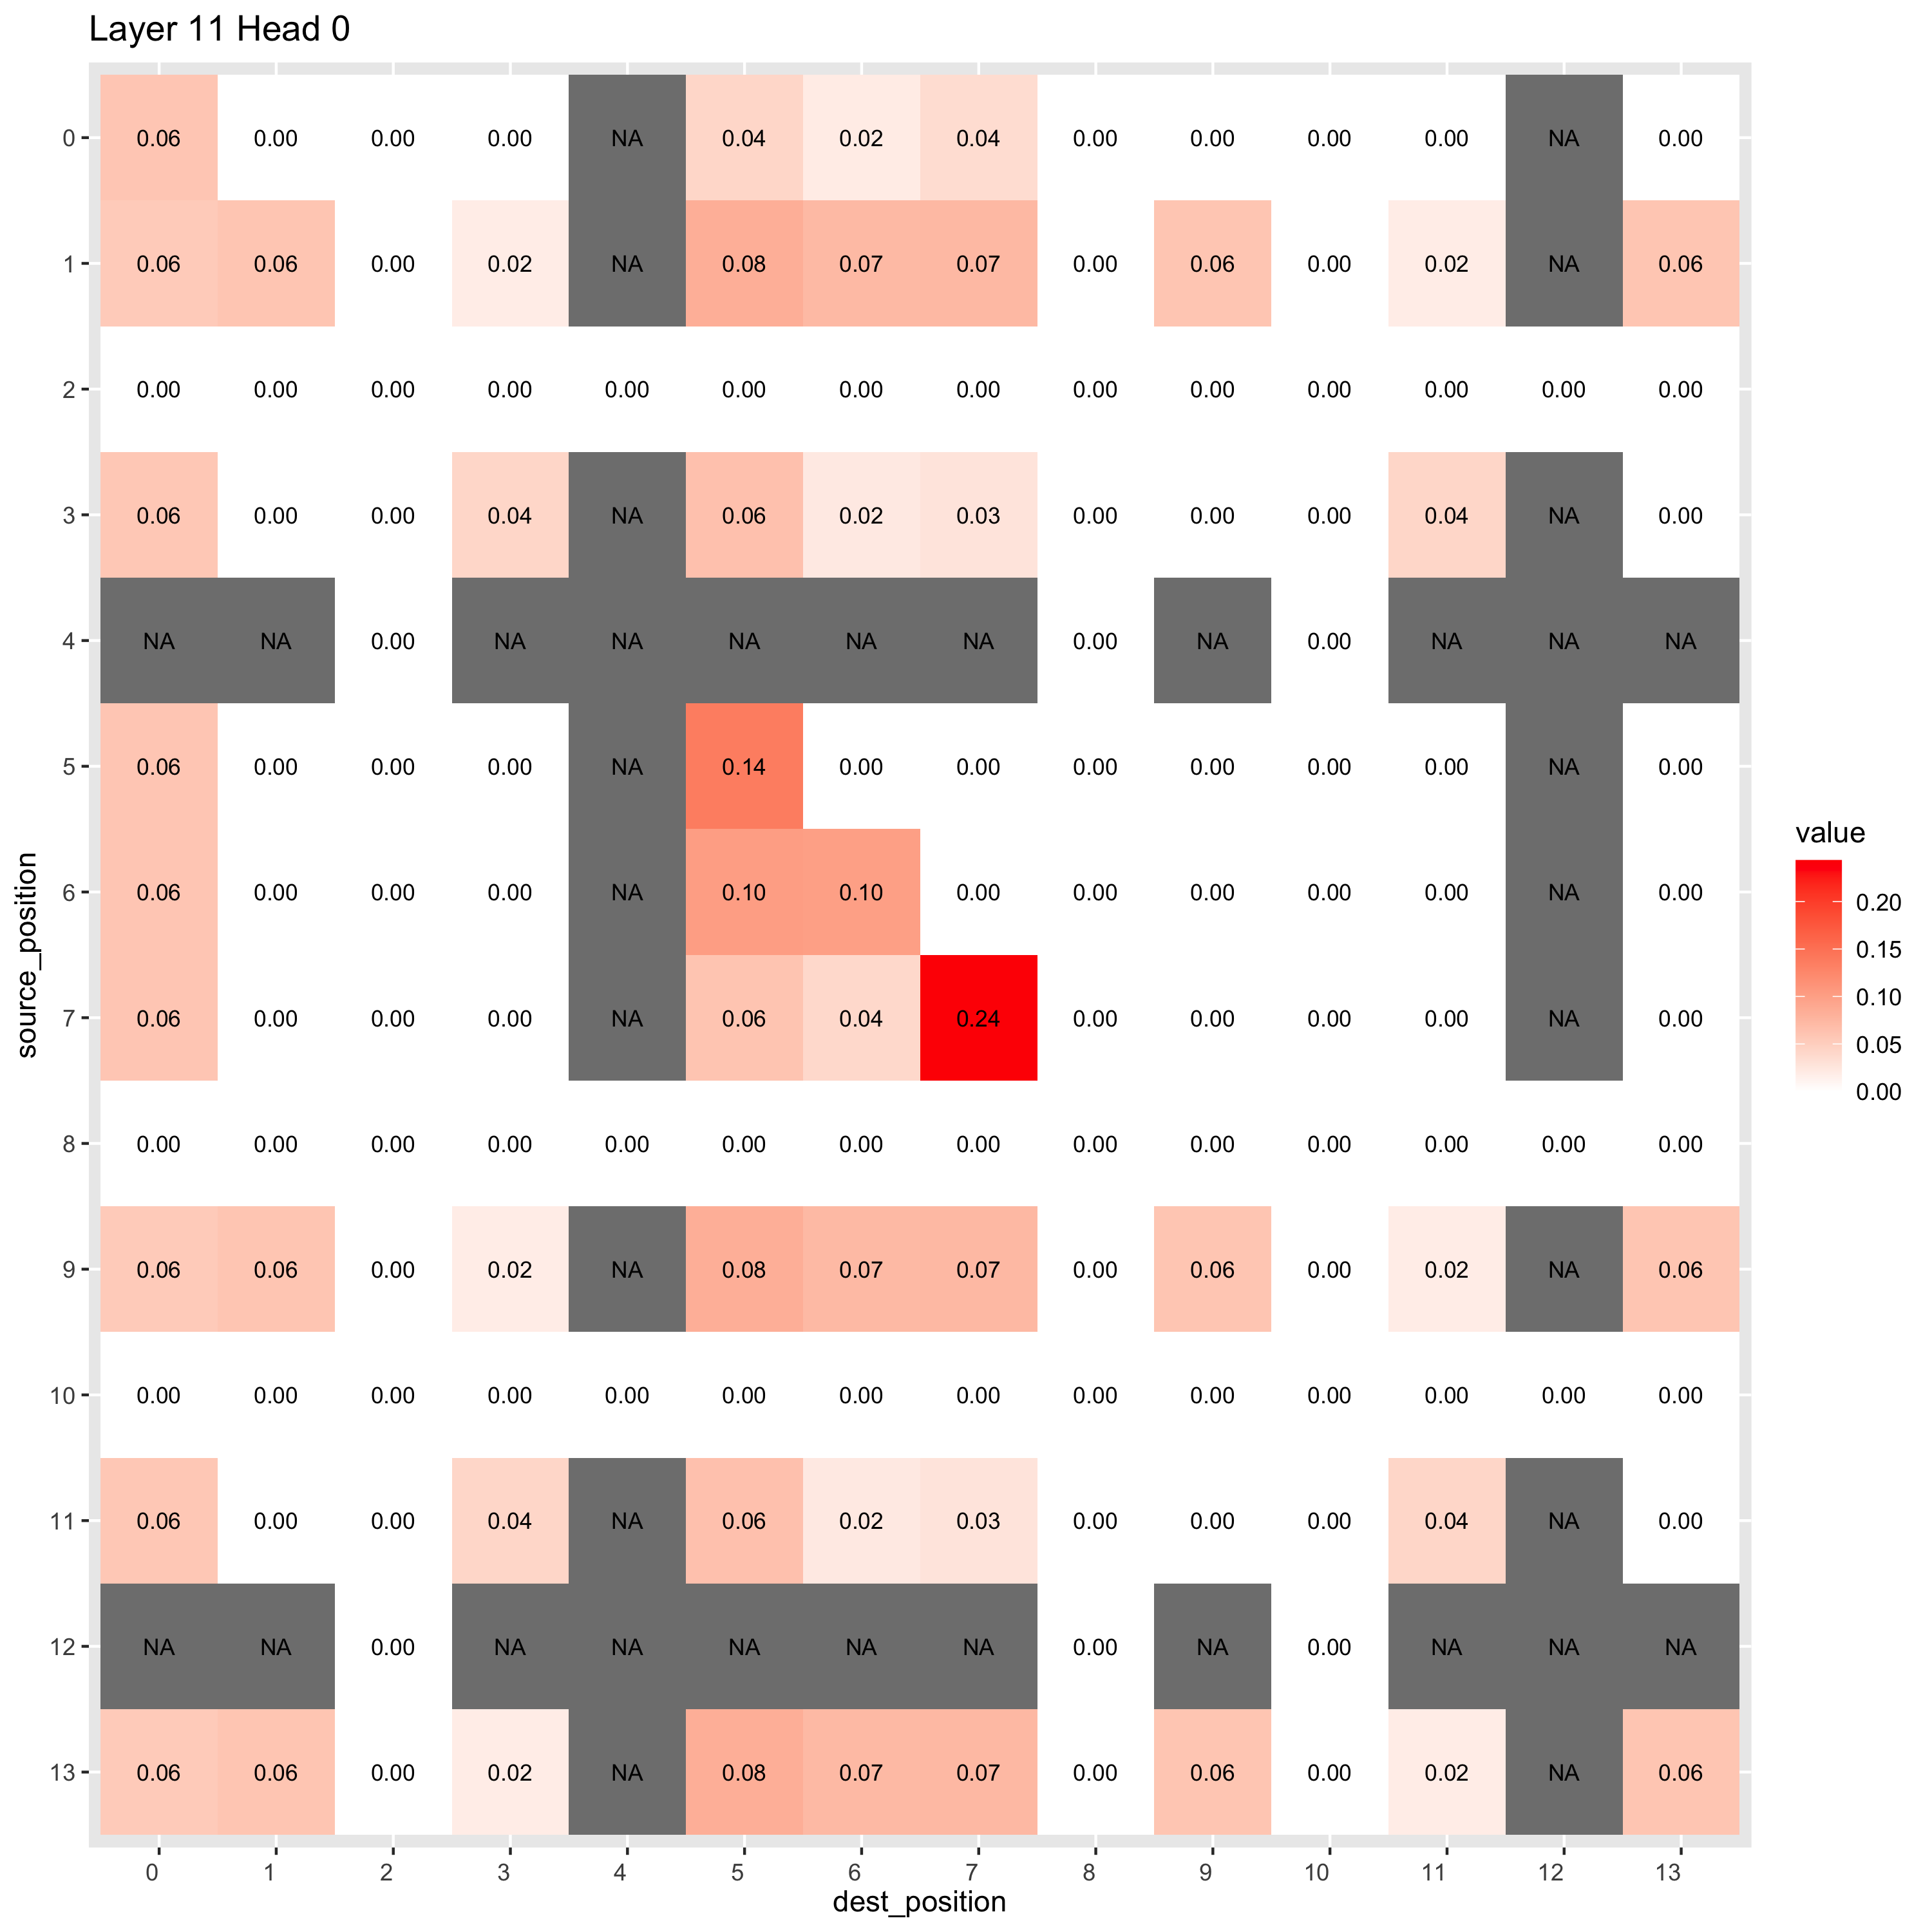 Layer 11 Head 0
0 0.06 0.00 0.00 0.00 NA 0.04 0.02 0.04 0.00 0.00 0.00 0.00 NA 0.00
1 0.06 0.06 0.00 0.02 NA 0.08 0.07 0.07 0.00 0.06 0.00 0.02 NA 0.06
2 0.00 0.00 0.00 0.00 0.00 0.00 0.00 0.00 0.00 0.00 0.00 0.00 0.00 0.00
3 0.06 0.00 0.00 0.04 NA 0.06 0.02 0.03 0.00 0.00 0.00 0.04 NA 0.00
4 NA NA 0.00 NA NA NA NA NA 0.00 NA 0.00 NA NA NA
5 0.06 0.00 0.00 0.00 NA 0.14 0.00 0.00 0.00 0.00 0.00 0.00 NA 0.00
6 0.06 0.00 0.00 0.00 NA 0.10 0.10 0.00 0.00 0.00 0.00 0.00 NA 0.00
7 0.06 0.00 0.00 0.00 NA 0.06 0.04 0.24 0.00 0.00 0.00 0.00 NA 0.00
8 0.00 0.00 0.00 0.00 0.00 0.00 0.00 0.00 0.00 0.00 0.00 0.00 0.00 0.00
9 0.06 0.06 0.00 0.02 NA 0.08 0.07 0.07 0.00 0.06 0.00 0.02 NA 0.06
10 0.00 0.00 0.00 0.00 0.00 0.00 0.00 0.00 0.00 0.00 0.00 0.00 0.00 0.00
11 0.06 0.00 0.00 0.04 NA 0.06 0.02 0.03 0.00 0.00 0.00 0.04 NA 0.00
12 NA NA 0.00 NA NA NA NA NA 0.00 NA 0.00 NA NA NA
13 0.06 0.06 0.00 0.02 NA 0.08 0.07 0.07 0.00 0.06 0.00 0.02 NA 0.06
0 1 2 3 4 5 6 7 8 9 10 11 12 13
dest_position
source_position
value
0.20
0.15
0.10
0.05
0.00